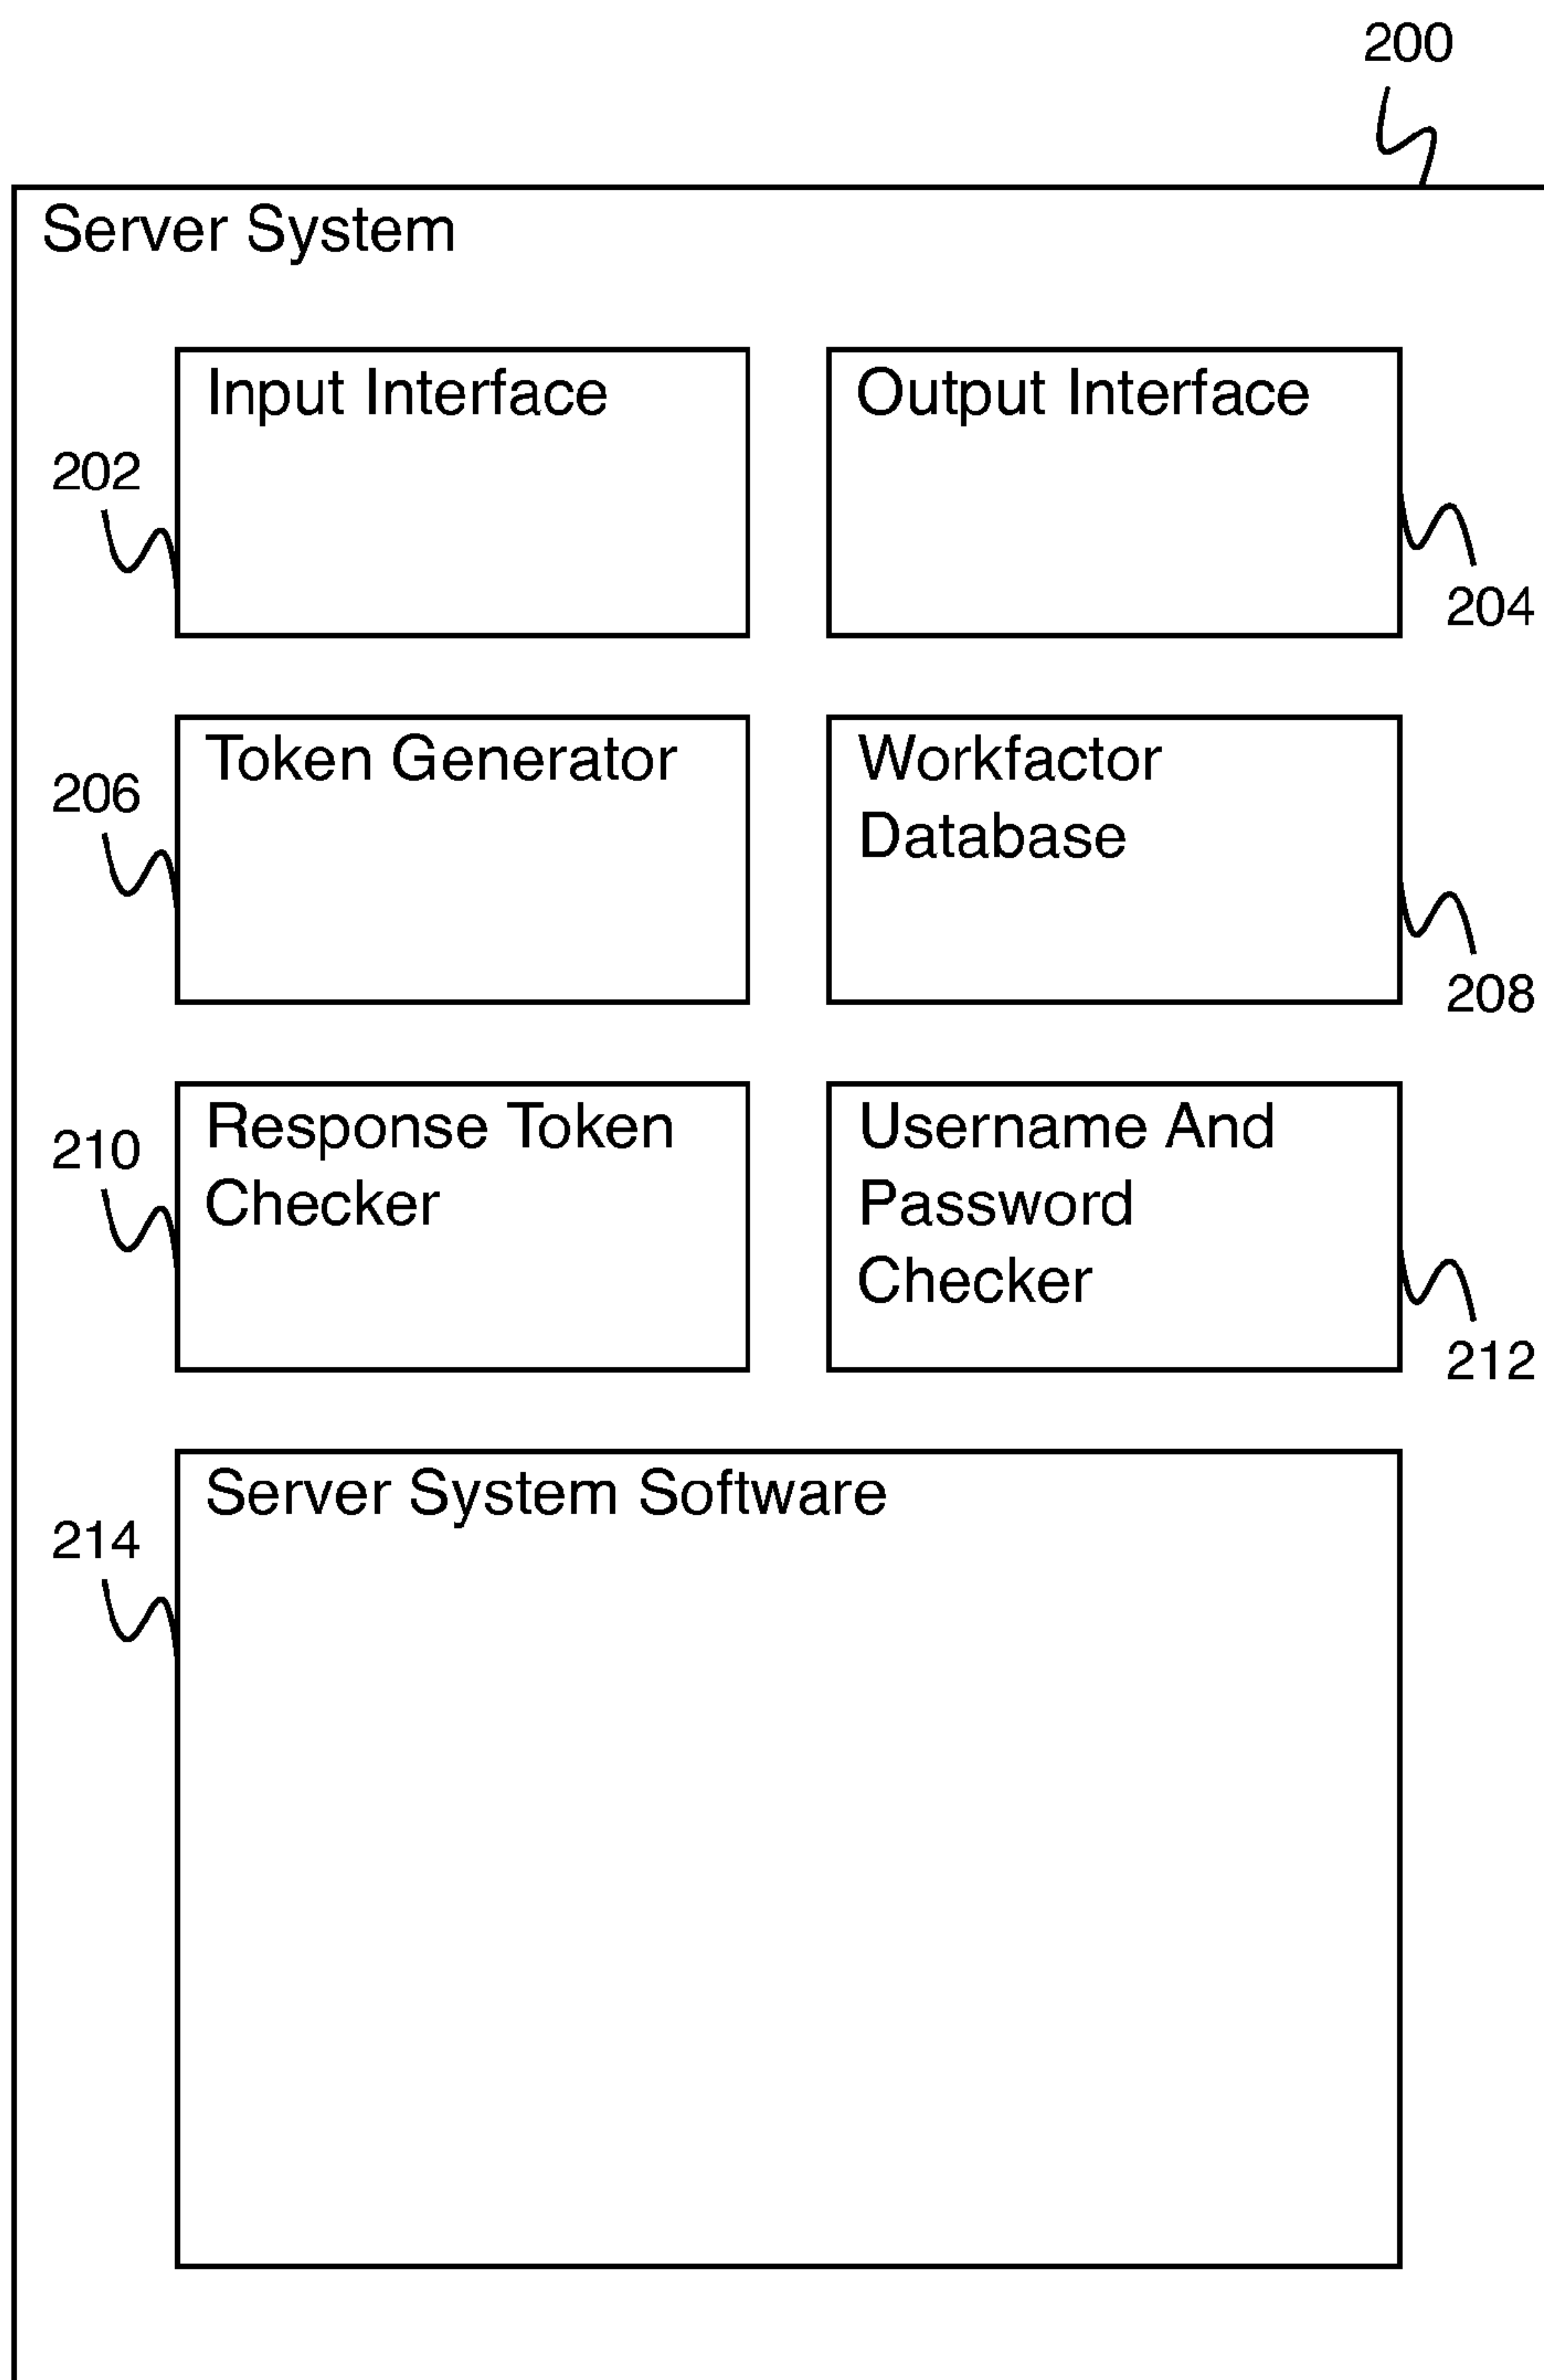 200
Server System
Input Interface
Output Interface
202
204
Token Generator
Workfactor
Database
206
208
Response Token
Checker
Username And
Password
Checker
210
212
Server System Software
214